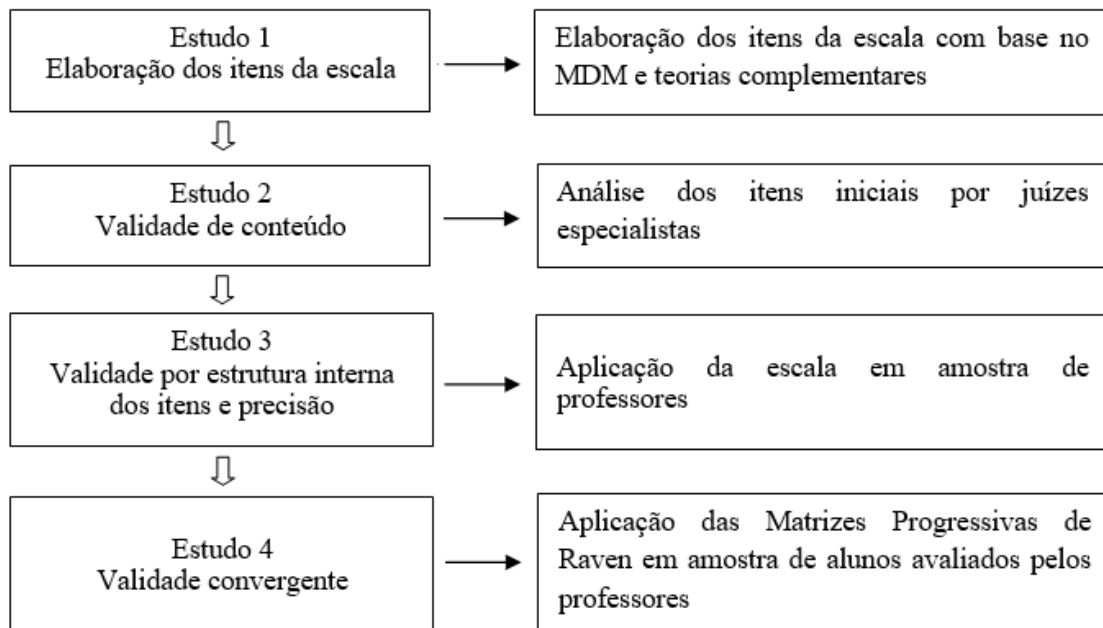 Estudo 1
Elaboração dos itens da escala
Elaboração dos itens da escala com base no
MDM e teorias complementares
Estudo 2
Validade de conteúdo
Análise dos itens iniciais por juízes
especialistas
Estudo 3
Validade por estrutura interna
dos itens e precisão
Aplicação da escala em amostra de
professores
Estudo 4
Validade convergente
Aplicação das Matrizes Progressivas de
Raven em amostra de alunos avaliados pelos
professores